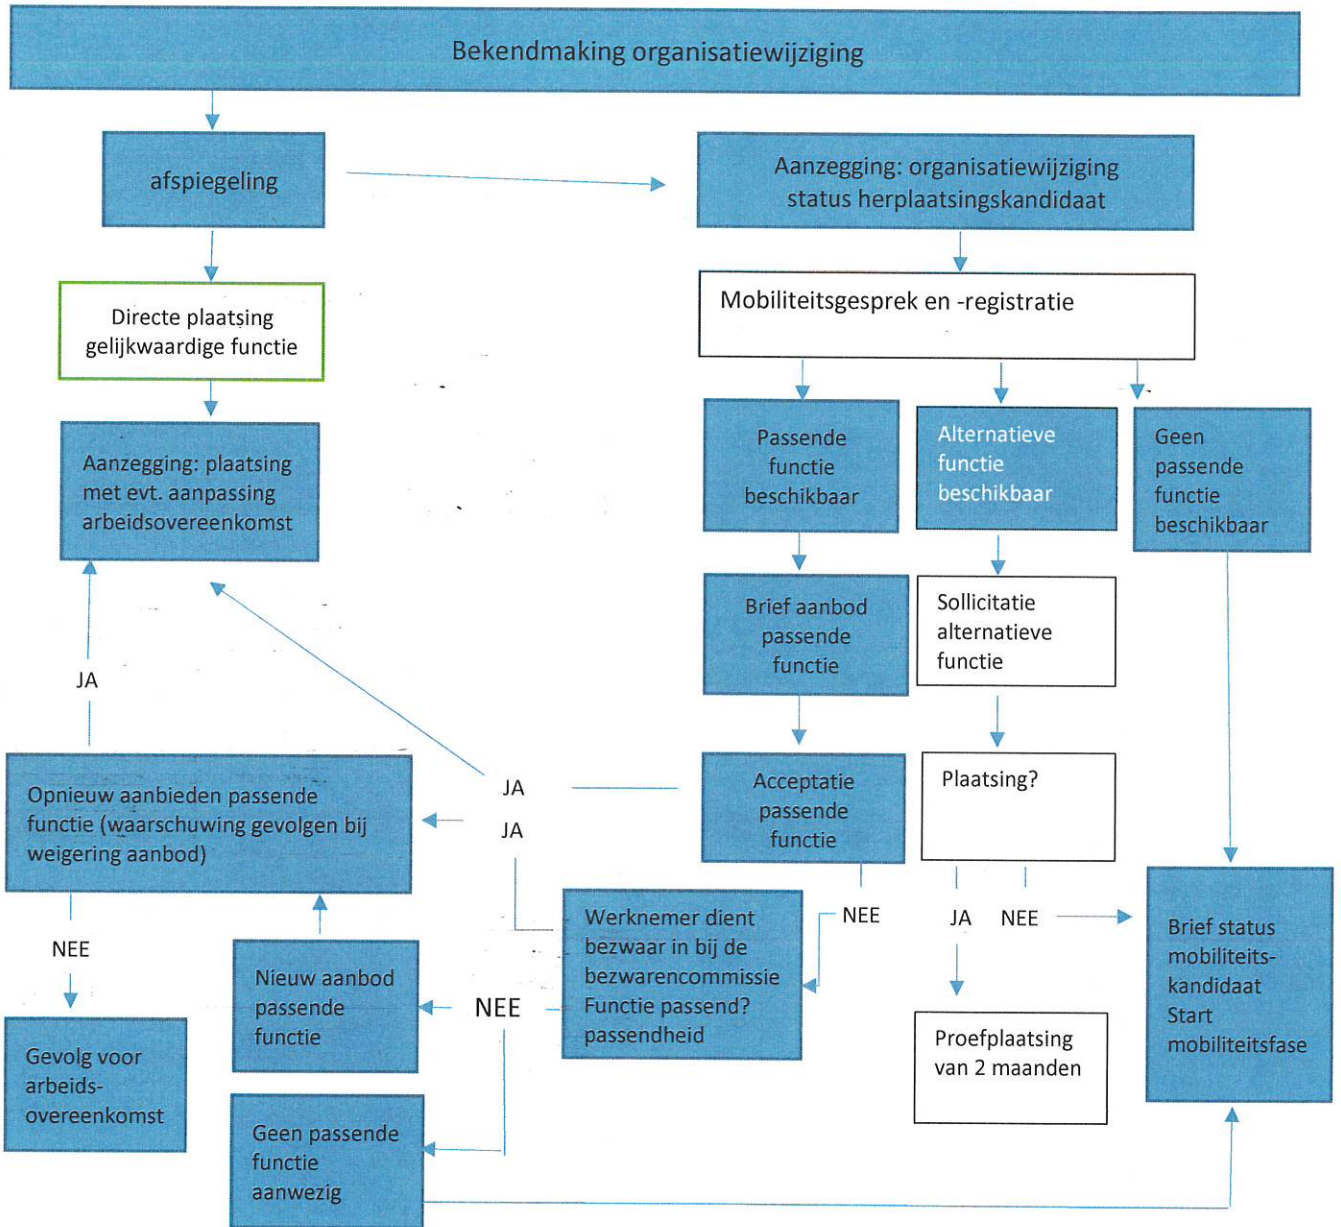 Bekendmaking organisatiewijziging
afspiegeling
Aanzegging: organisatiewijziging
status herplaatsingskandidaat
Directe plaatsing
gelijkwaardige functie
Mobiliteitsgesprek en -registratie
Aanzegging: plaatsing
met evt. aanpassing
arbeidsovereenkomst
Passende
functie
beschikbaar
Alternatieve
functie
beschikbaar
Geen
passende
functie
beschikbaar
Brief aanbod
passende
functie
Sollicitatie
alternatieve
functie
JA
Opnieuw aanbieden passende
functie (waarschuwing gevolgen bij
weigering aanbod)
JA
JA
Acceptatie
passende
functie
Plaatsing?
NEE
Nieuw aanbod
passende
functie
NEE
Werknemer dient
bezwaar in bij de
bezwarencommissie
Functie passend?
passendheid
NEE
JA
NEE
Brief status
mobiliteits-
kandidaat
Start
mobiliteitsfase
Gevolg voor
arbeids-
overeenkomst
Geen passende
functie
aanwezig
Proefplaatsing
van 2 maanden